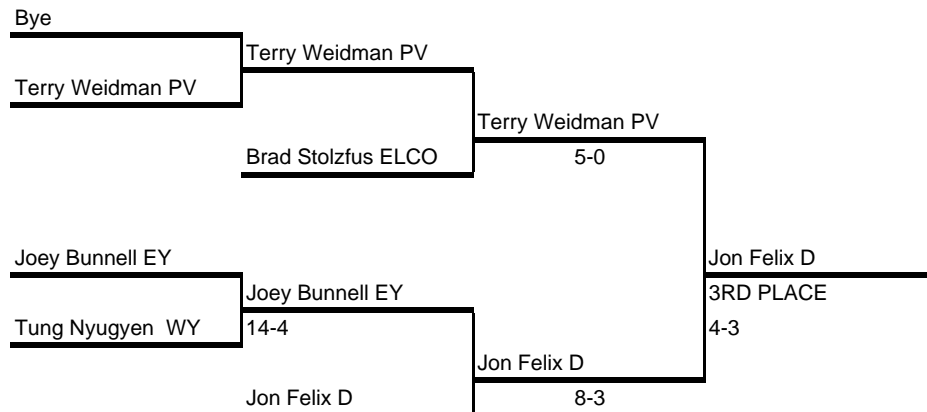 Bye
Terry Weidman PV
Terry Weidman PV
Terry Weidman PV
Brad Stolzfus ELCO
5-0
Joey Bunnell EY
Jon Felix D
Joey Bunnell EY
3RD PLACE
Tung Nyugyen  WY
14-4
4-3
Jon Felix D
Jon Felix D
8-3